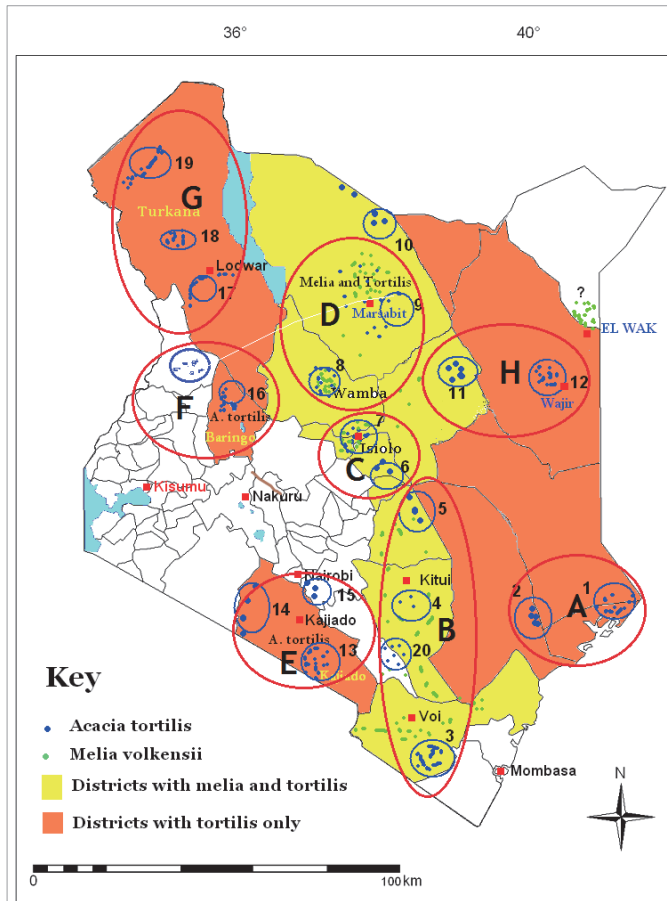 36° 40°
19
G
Turkana
18
10
Lodwar
Melia and Tortilis
?
17
9
D
Marsabit
EL WAK
8
H
16
11
12
F
Wamba
Wajir
A. tortilis
7
Baringo
Isiolo
C
6
Kisumu
Nakuru
5
Nairobi
Kitui
15
2
1
14
4
A
Kajiado
B
A. tortilis
13
20
E
Kajiado
Key
Voi
Acacia tortilis
3
Melia volkensii
Mombasa
Districts with melia and tortilis
N
Districts with tortilis only
0 100 km